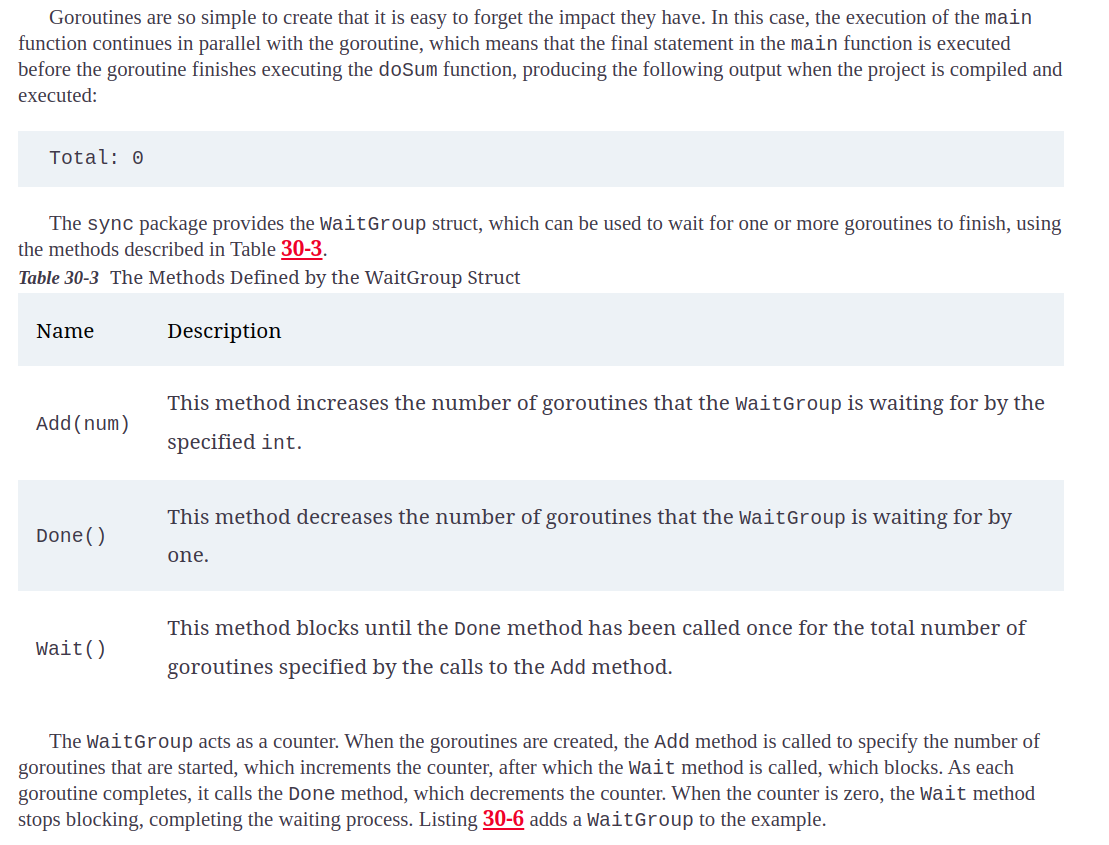 Goroutines are so simple to create that it is easy to forget the impact they have. In this case, the execution of the main
function continues in parallel with the goroutine, which means that the final statement in the main function is executed
before the goroutine finishes executing the doSum function, producing the following output when the project is compiled and
executed:
Total: 0
The sync package provides the WaitGroup struct, which can be used to wait for one or more goroutines to finish, using
the methods described in Table 30-3.
Table 30-3 The Methods Defined by the WaitGroup Struct
Name Description
This method increases the number of goroutines that the WaitGroup is waiting for by the
Add(num)
specified int.
This method decreases the number of goroutines that the WaitGroup is waiting for by
Done()
one.
This method blocks until the Done method has been called once for the total number of
Wait()
goroutines specified by the calls to the Add method.
The WaitGroup acts as a counter. When the goroutines are created, the Add method is called to specify the number of
goroutines that are started, which increments the counter, after which the Wait method is called, which blocks. As each
goroutine completes, it calls the Done method, which decrements the counter. When the counter is zero, the Wait method
stops blocking, completing the waiting process. Listing 30-6 adds a WaitGroup to the example.